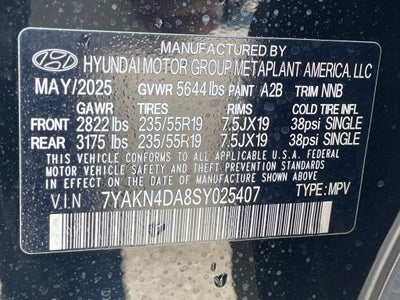 MANUFACTURED BY
HYUNDAI MOTOR GROUP METAPLANT AMERICA, LLC
MAY/2025 GVWR 5644 lbs PAINT A2B TRIM NNB
GAWR TIRES RIMS COLD TIRE INFL
FRONT 2822 lbs 235/55R19 7.5JX19 38psi SINGLE
REAR 3175 lbs 235/55R19 7.5JX19 38psi SINGLE
THIS VEHICLE CONFORMS TO ALL APPLICABLE U.S.A. FEDERAL
MOTOR VEHICLE SAFETY STANDARDS IN EFFECT ON
THE DATE OF MANUFACTURE SHOWN ABOVE.
V.I.N 7YAKN4DA8SY025407 TYPE: MPV